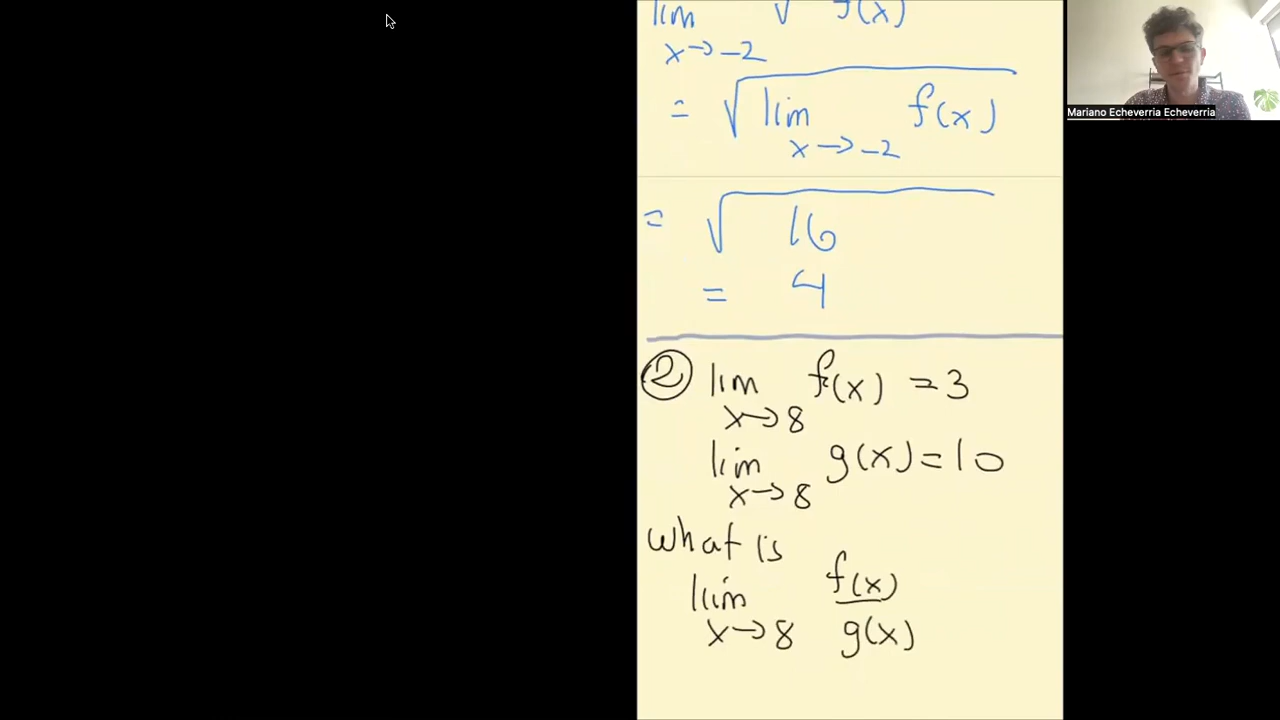 lim √ g(x)
x→-2
= √lim f(x)
x→-2
= √16
= 4
Mariano Echeverria Echeverria
② lim f(x) = 3
x→8
lim g(x) = 10
x→8
what is
lim f(x)
x→8 g(x)